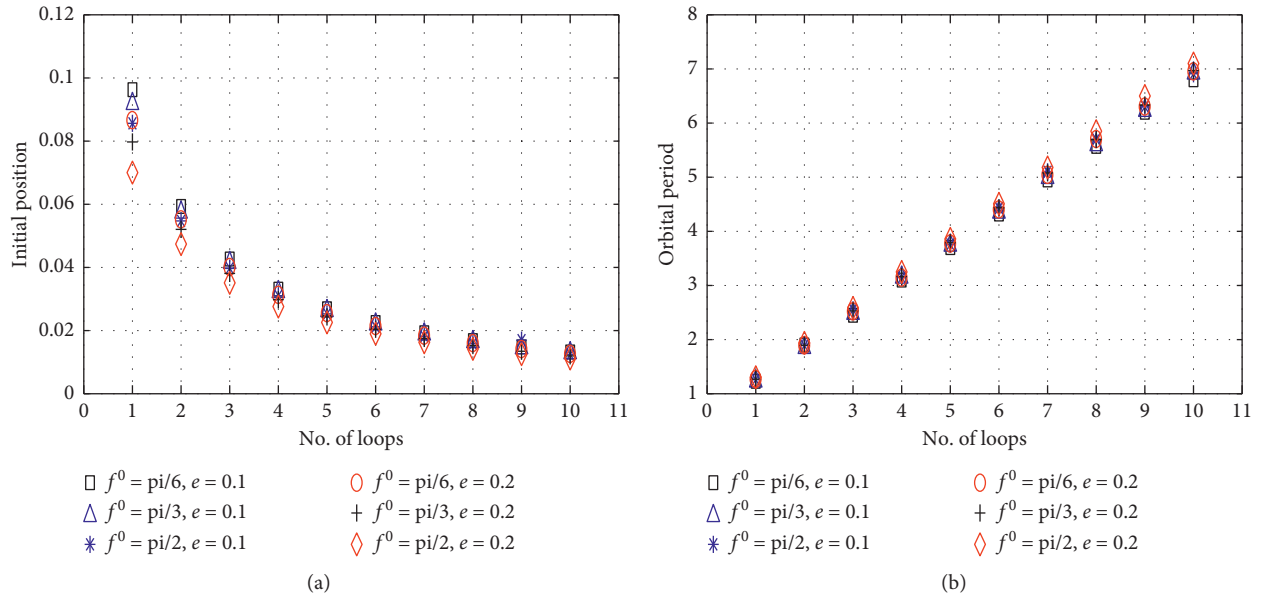 0.12
0.1
0.08
0.06
0.04
0.02
0
Initial position
0 1 2 3 4 5 6 7 8 9 10 11
No. of loops
f⁰ = pi/6, e = 0.1
f⁰ = pi/3, e = 0.1
f⁰ = pi/2, e = 0.1
f⁰ = pi/6, e = 0.2
f⁰ = pi/3, e = 0.2
f⁰ = pi/2, e = 0.2
(a)
8
7
6
5
4
3
2
1
Orbital period
0 1 2 3 4 5 6 7 8 9 10 11
No. of loops
f⁰ = pi/6, e = 0.1
f⁰ = pi/3, e = 0.1
f⁰ = pi/2, e = 0.1
f⁰ = pi/6, e = 0.2
f⁰ = pi/3, e = 0.2
f⁰ = pi/2, e = 0.2
(b)